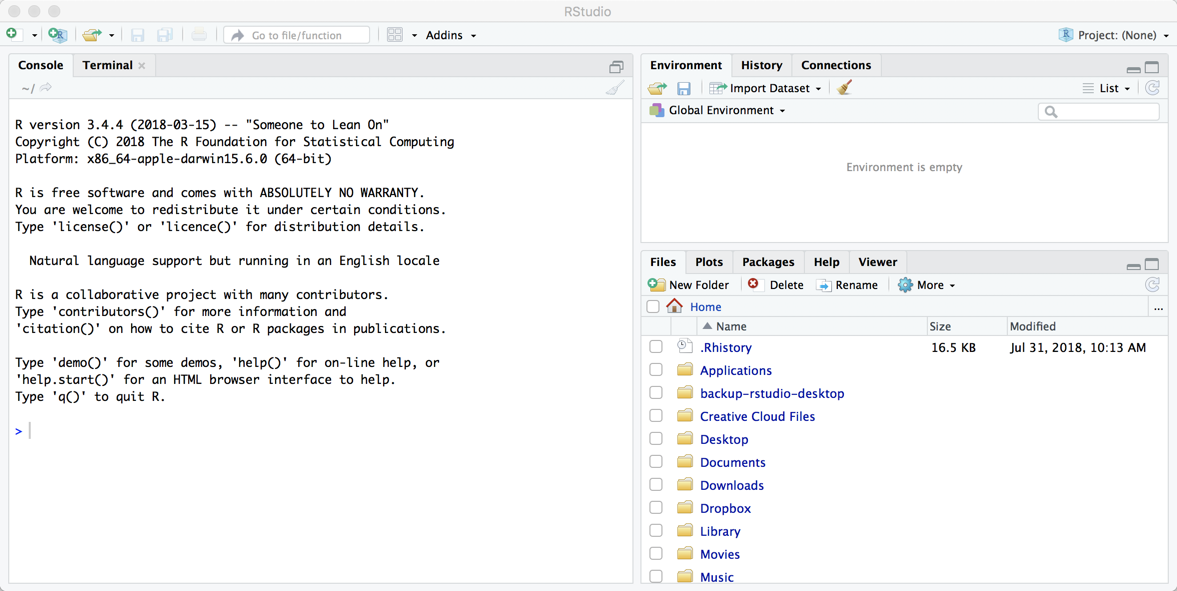 RStudio
Go to file/function
Addins
Project: (None)
Console Terminal
~/
R version 3.4.4 (2018-03-15) -- "Someone to Lean On"
Copyright (C) 2018 The R Foundation for Statistical Computing
Platform: x86_64-apple-darwin15.6.0 (64-bit)
R is free software and comes with ABSOLUTELY NO WARRANTY.
You are welcome to redistribute it under certain conditions.
Type 'license()' or 'licence()' for distribution details.
Natural language support but running in an English locale
R is a collaborative project with many contributors.
Type 'contributors()' for more information and
'citation()' on how to cite R or R packages in publications.
Type 'demo()' for some demos, 'help()' for on-line help, or
'help.start()' for an HTML browser interface to help.
Type 'q()' to quit R.
>
Environment History Connections
Import Dataset List
Global Environment
Environment is empty
Files Plots Packages Help Viewer
New Folder Delete Rename More
Home ...
Name Size Modified
.Rhistory 16.5 KB Jul 31, 2018, 10:13 AM
Applications
backup-rstudio-desktop
Creative Cloud Files
Desktop
Documents
Downloads
Dropbox
Library
Movies
Music